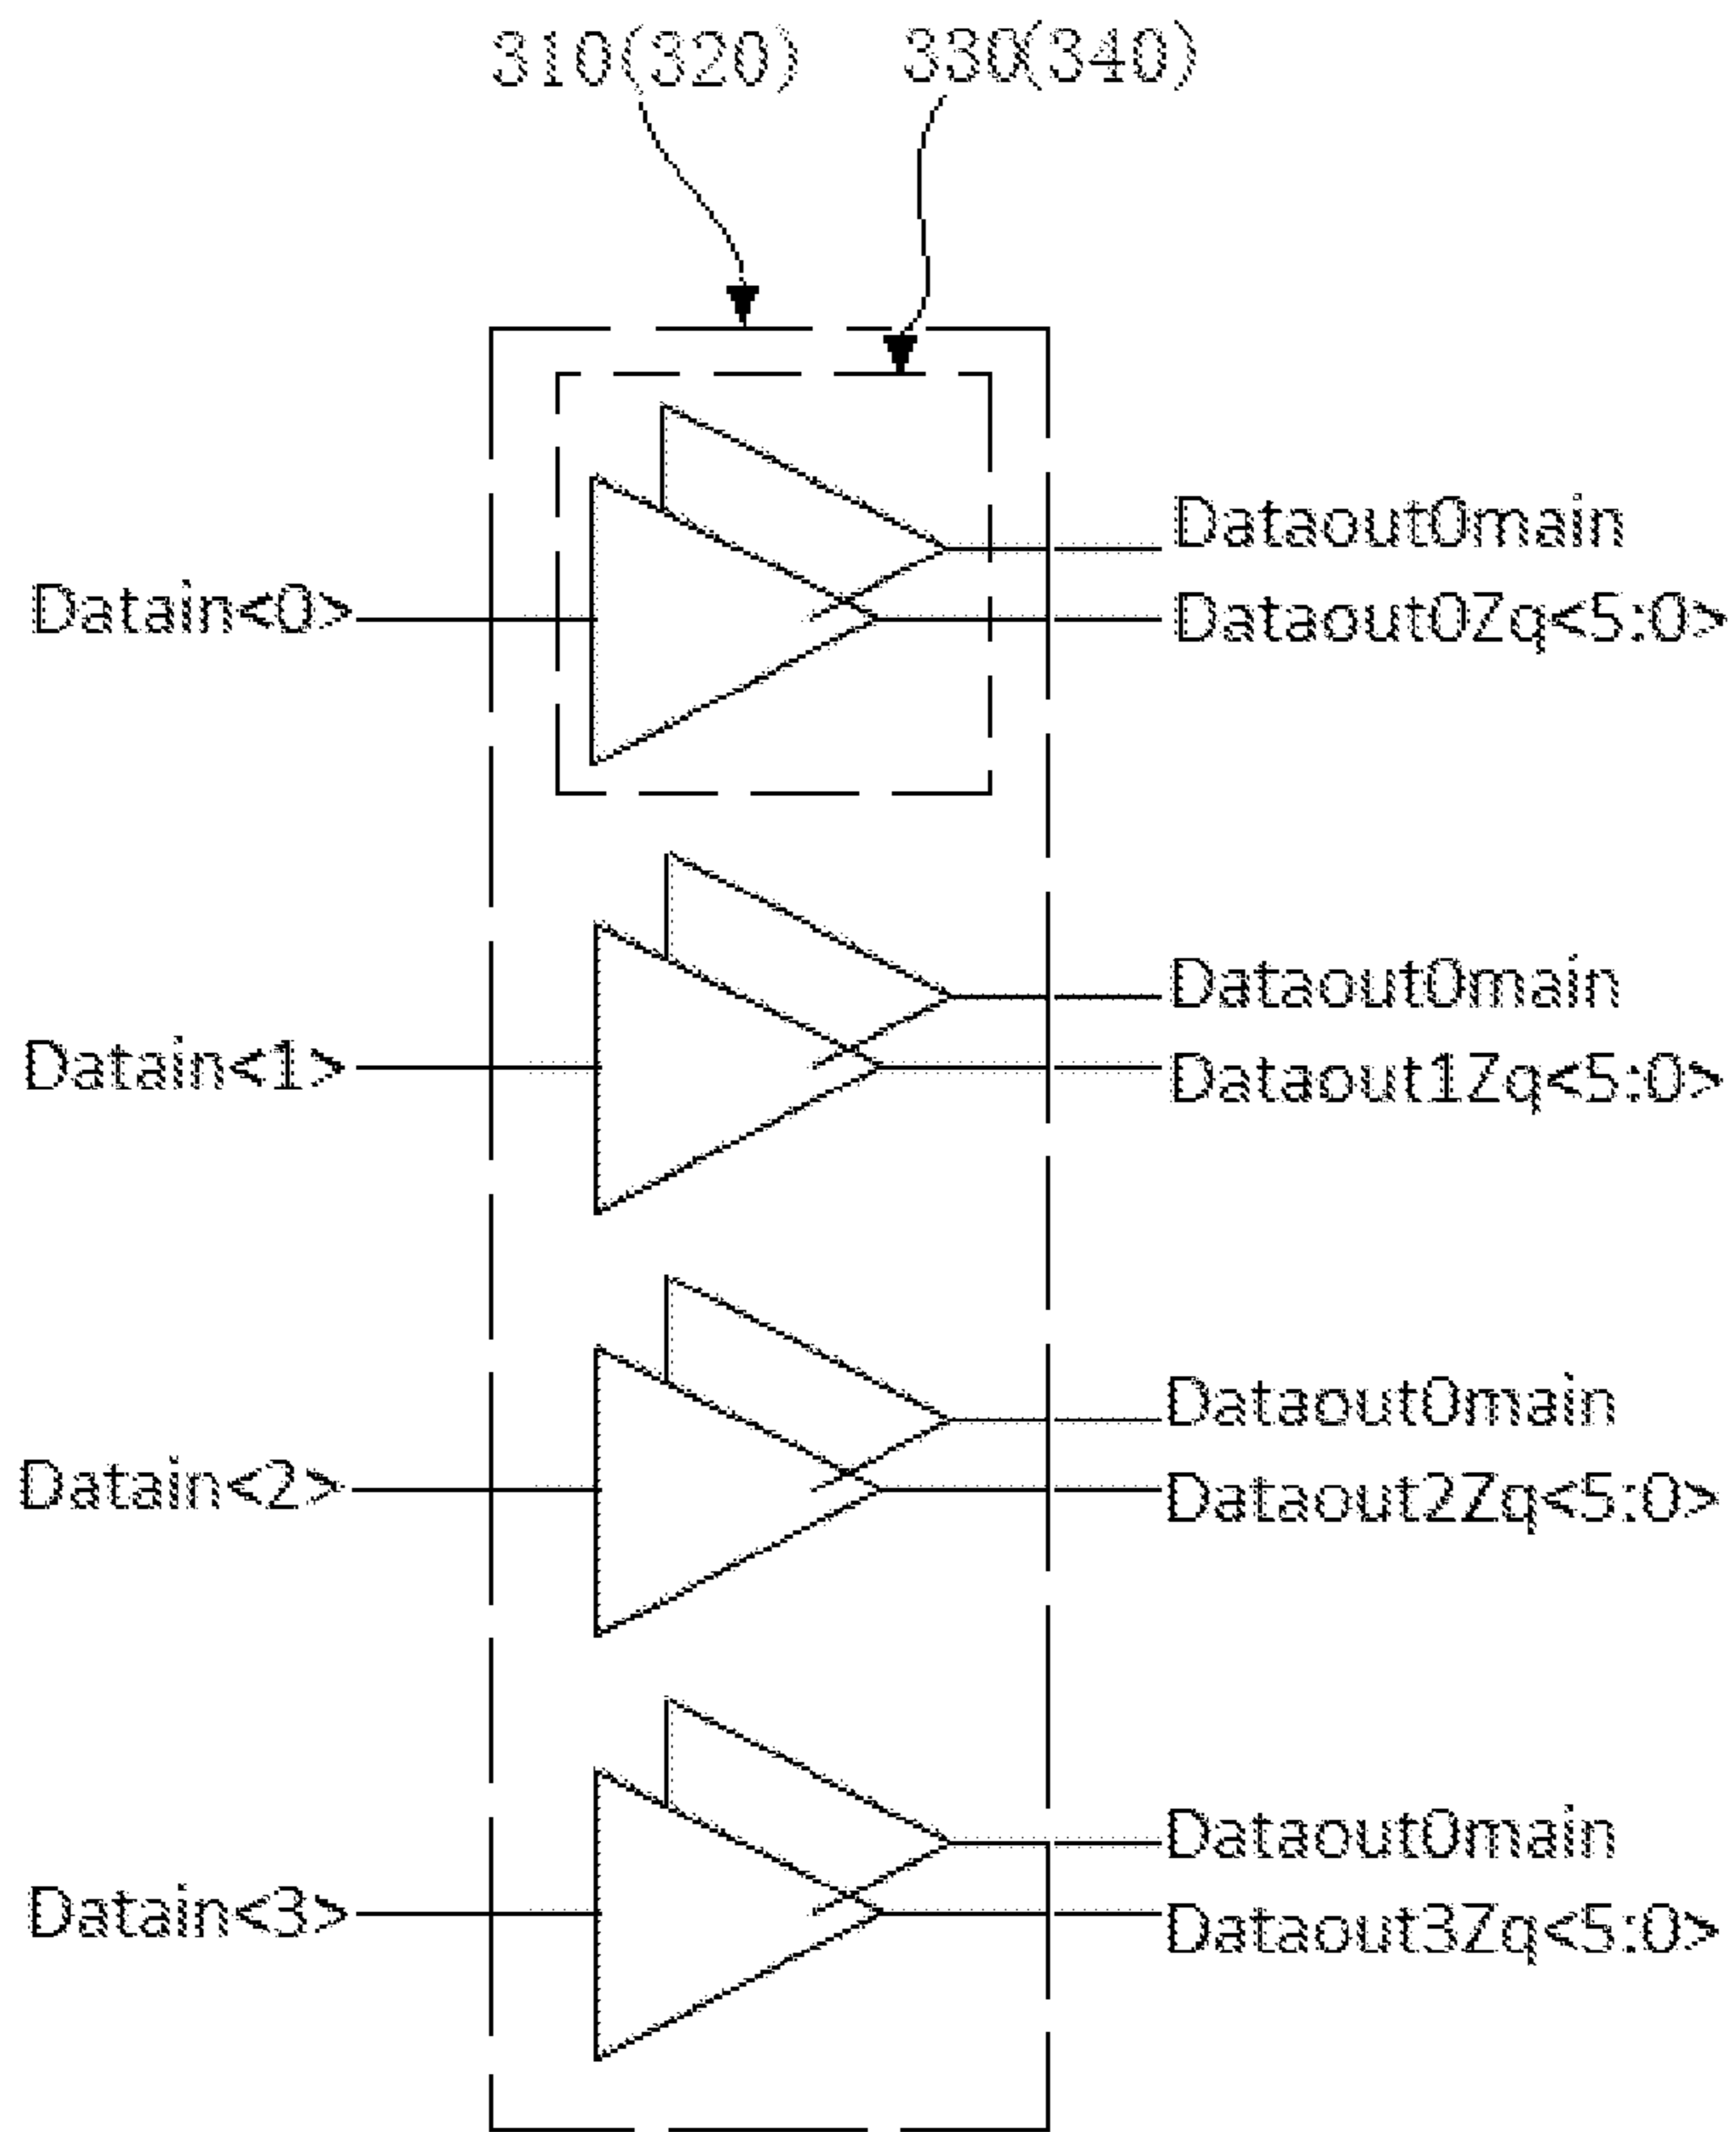 310(320) 330(340)
Dataout0main
Datain<0> Dataout0Zq<5:0>
Dataout0main
Datain<1> Dataout1Zq<5:0>
Dataout0main
Datain<2> Dataout2Zq<5:0>
Dataout0main
Datain<3> Dataout3Zq<5:0>